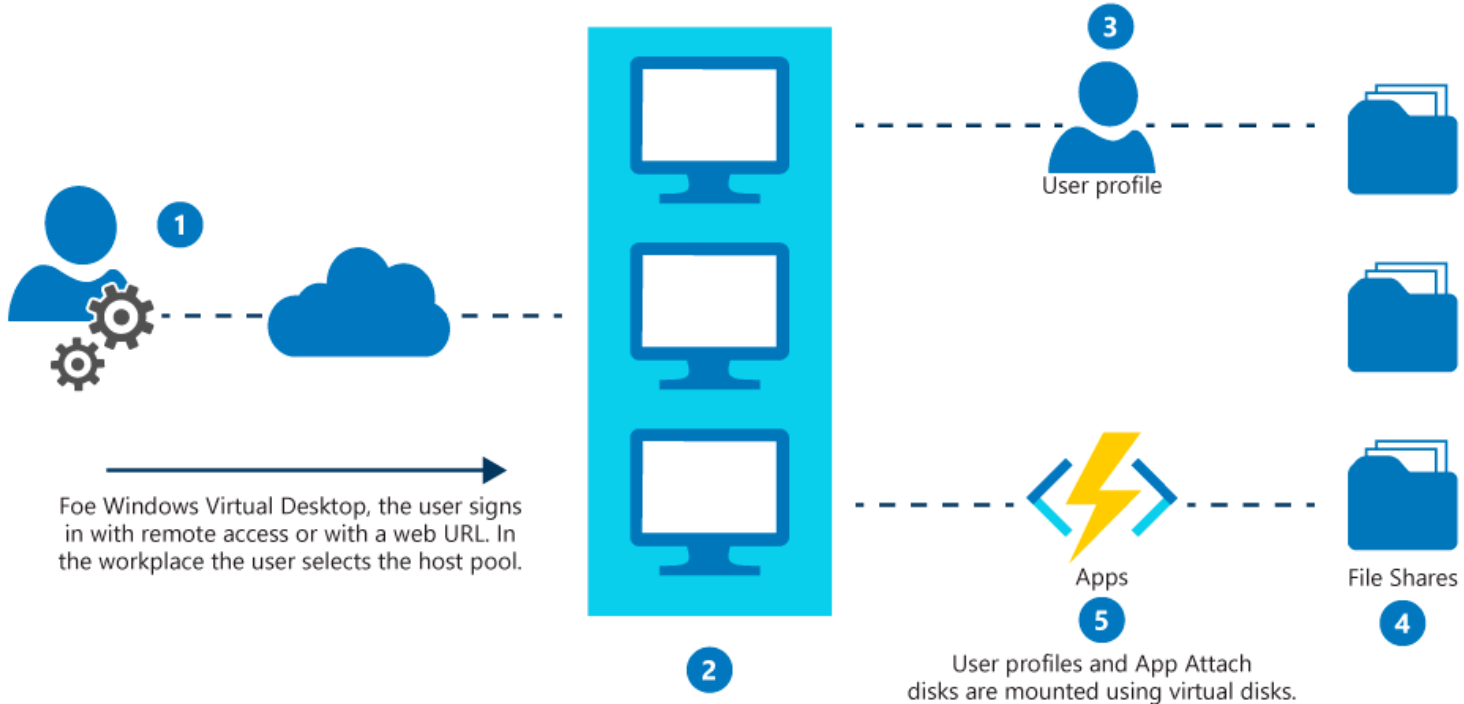 3
User profile
1
Foe Windows Virtual Desktop, the user signs
in with remote access or with a web URL. In
the workplace the user selects the host pool.
2
Apps
5
User profiles and App Attach
disks are mounted using virtual disks.
File Shares
4